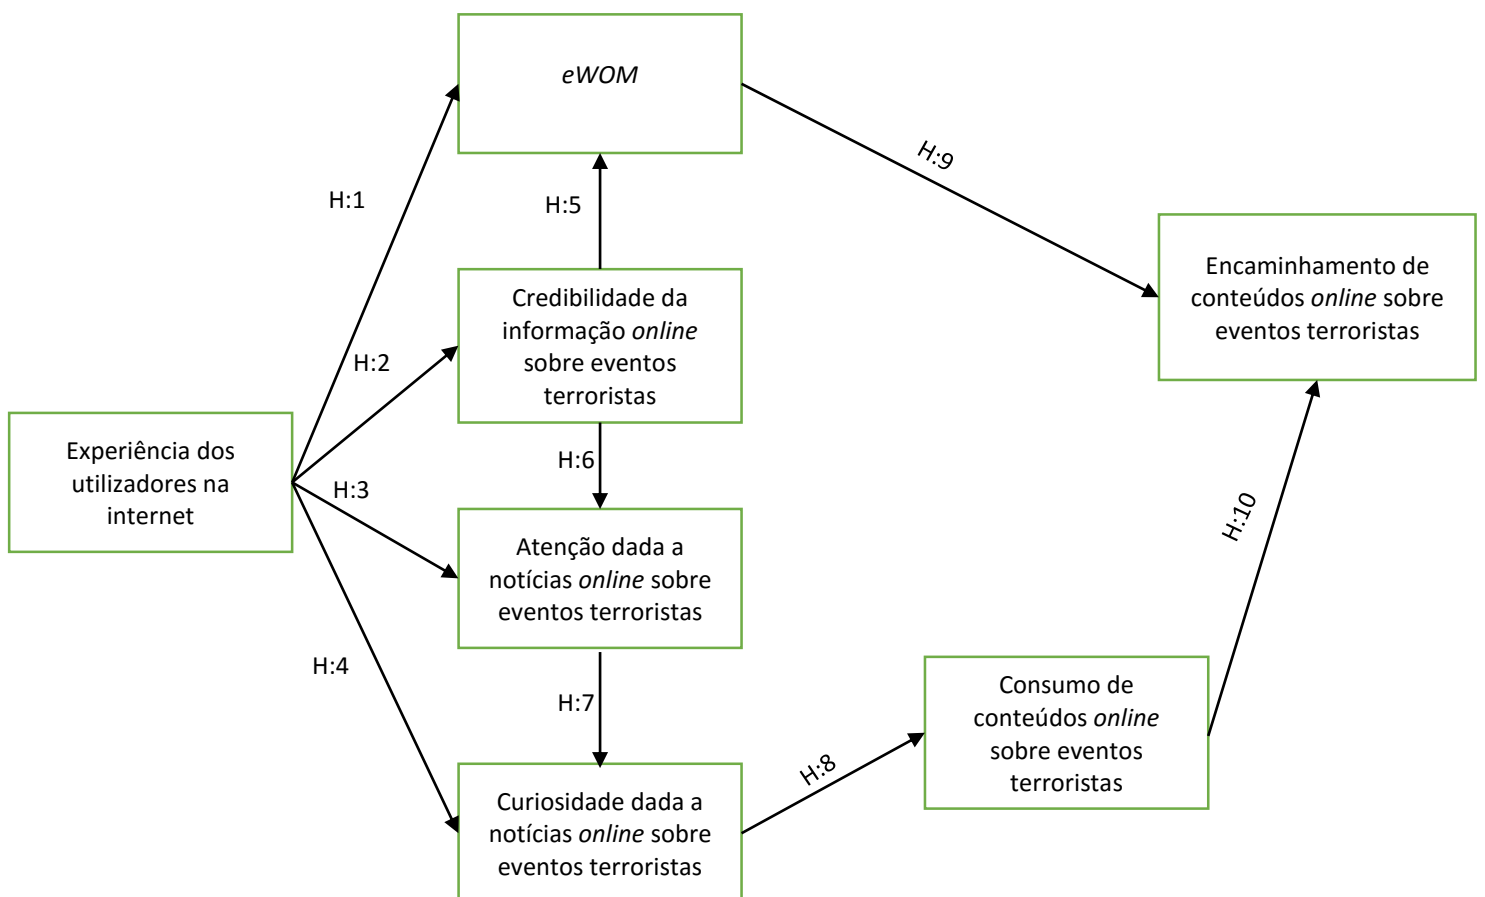 eWOM
H:9
H:1
H:5
Encaminhamento de
conteúdos online sobre
eventos terroristas
Credibilidade da
informação online
sobre eventos
terroristas
H:2
Experiência dos
utilizadores na
internet
H:6
H:3
H:10
Atenção dada a
notícias online sobre
eventos terroristas
H:4
H:7
Consumo de
conteúdos online
sobre eventos
terroristas
H:8
Curiosidade dada a
notícias online sobre
eventos terroristas